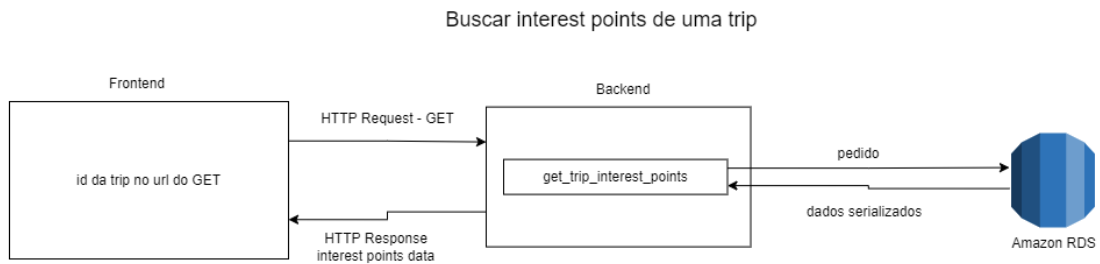 Buscar interest points de uma trip
Frontend
Backend
HTTP Request - GET
id da trip no url do GET
get_trip_interest_points
pedido
dados serializados
HTTP Response
interest points data
Amazon RDS